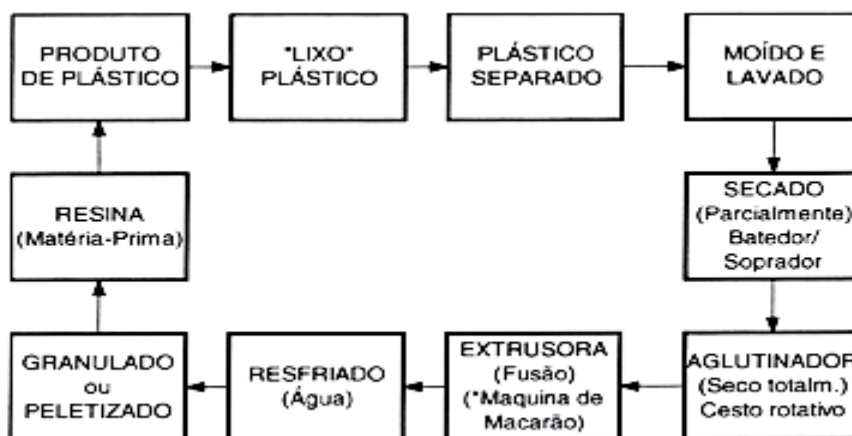 PRODUTO
DE PLÁSTICO
"LIXO"
PLÁSTICO
PLÁSTICO
SEPARADO
MOÍDO E
LAVADO
SECADO
(Parcialmente)
Batedor/
Soprador
AGLUTINADOR
(Seco totalm.)
Cesto rotativo
EXTRUSORA
(Fusão)
("Maquina de
Macarão)
RESFRIADO
(Água)
GRANULADO
ou
PELETIZADO
RESINA
(Matéria-Prima)